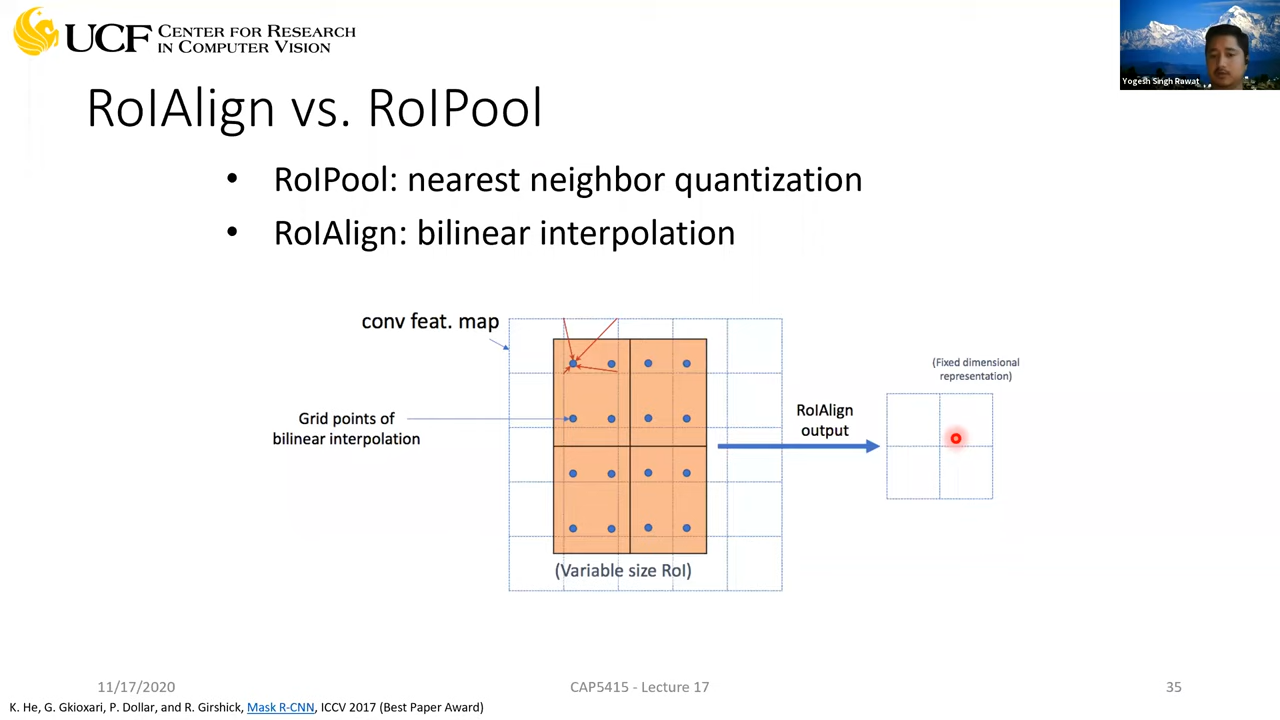 UCF CENTER FOR RESEARCH
IN COMPUTER VISION
Yogesh Singh Rawat
RoIAlign vs. RoIPool
• RoIPool: nearest neighbor quantization
• RoIAlign: bilinear interpolation
conv feat. map
Grid points of
bilinear interpolation
(Variable size RoI)
RoIAlign
output
(Fixed dimensional
representation)
11/17/2020
CAP5415 - Lecture 17
35
K. He, G. Gkioxari, P. Dollar, and R. Girshick, Mask R-CNN, ICCV 2017 (Best Paper Award)